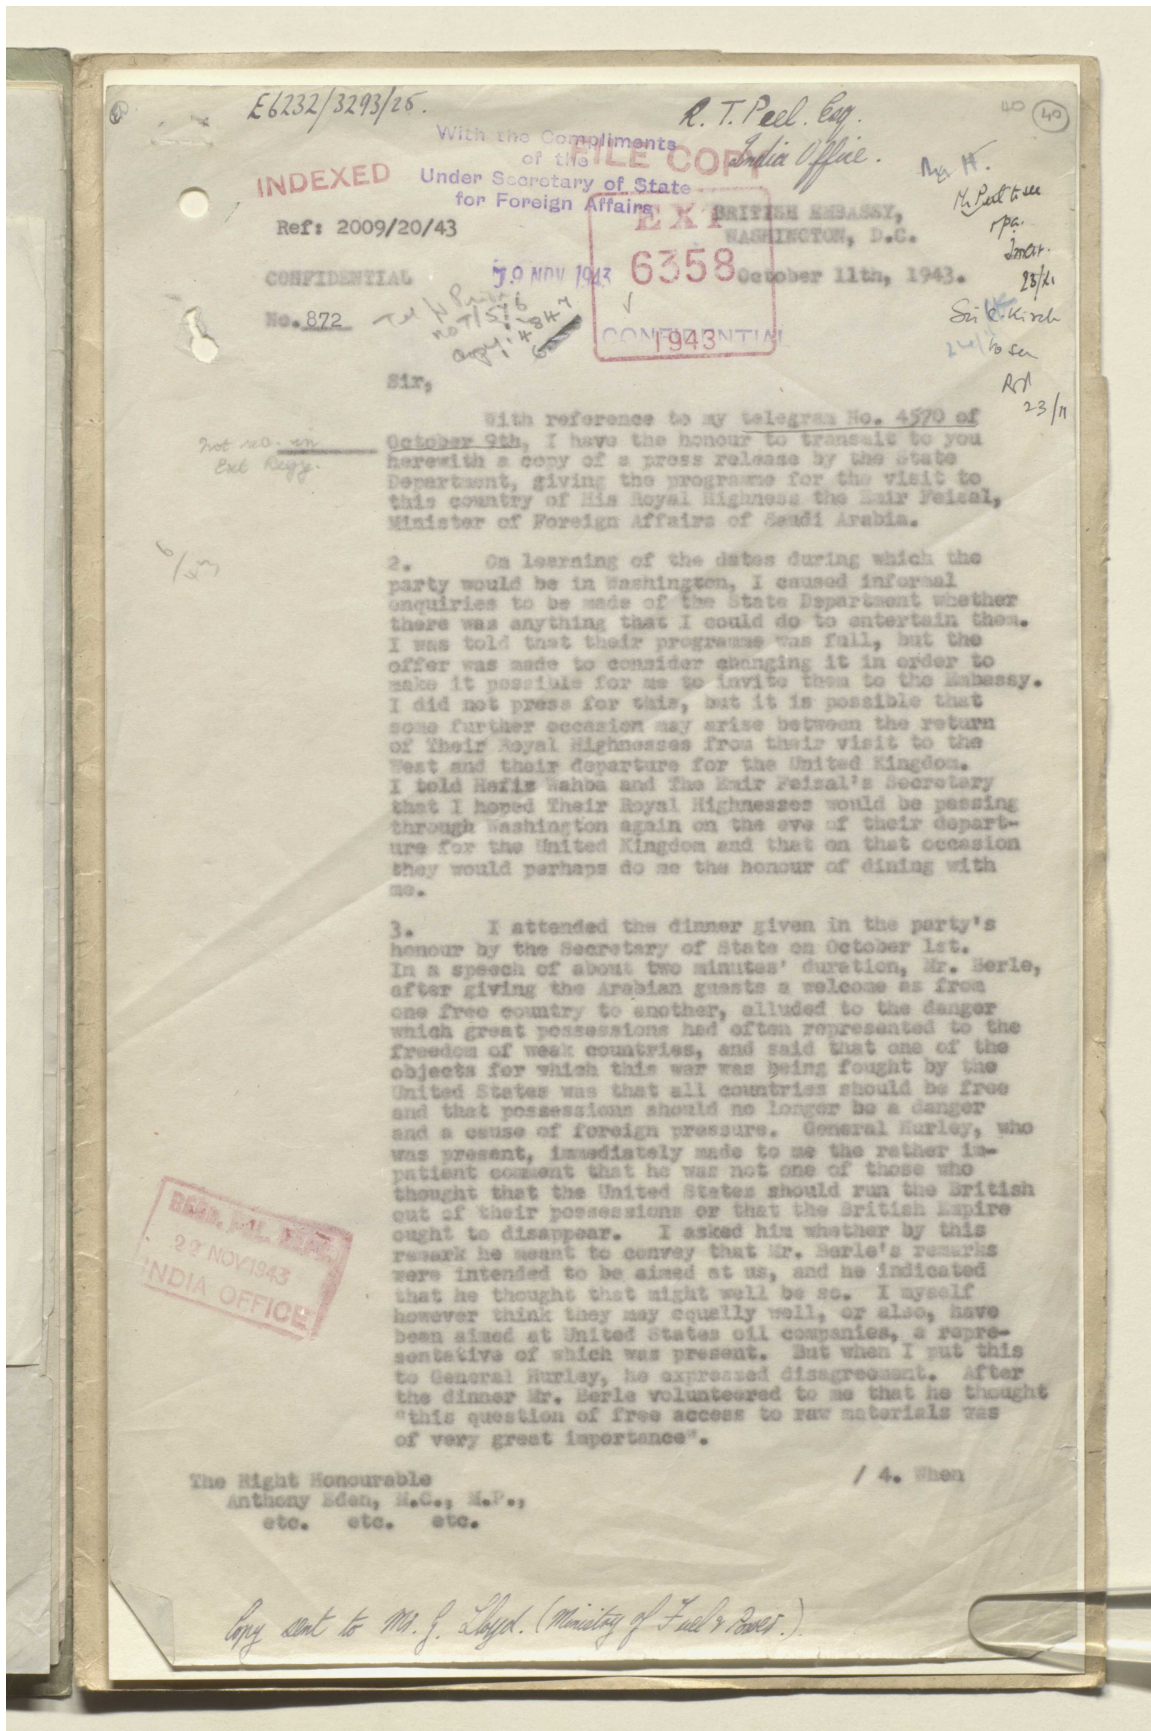 E6232/3293/25.
R. T. Peel. Esq.
India Office.
40
40
With the Compliments
of the
Under Secretary of State
for Foreign Affairs
FILE COPY
INDEXED
EXT
6358
1943
CONFIDENTIAL
Ref: 2009/20/43
BRITISH EMBASSY,
WASHINGTON, D.C.
CONFIDENTIAL
19 NOV 1943
October 11th, 1943.
No. 872
Mr Peel to see
23/11
Sir C. Kirsch
to see
23/11
Sir,
With reference to my telegram No. 4570 of
October 9th, I have the honour to transmit to you
herewith a copy of a press release by the State
Department, giving the programme for the visit to
this country of His Royal Highness the Emir Feisal,
Minister of Foreign Affairs of Saudi Arabia.
not recd. in
Ext Regy.
2. On learning of the dates during which the
party would be in Washington, I caused informal
enquiries to be made of the State Department whether
there was anything that I could do to entertain them.
I was told that their programme was full, but the
offer was made to consider changing it in order to
make it possible for me to invite them to the Embassy.
I did not press for this, but it is possible that
some further occasion may arise between the return
of Their Royal Highnesses from their visit to the
West and their departure for the United Kingdom.
I told Hafiz Wahba and The Emir Feisal's Secretary
that I hoped Their Royal Highnesses would be passing
through Washington again on the eve of their depart-
ure for the United Kingdom and that on that occasion
they would perhaps do me the honour of dining with
me.
3. I attended the dinner given in the party's
honour by the Secretary of State on October 1st.
In a speech of about two minutes' duration, Mr. Berle,
after giving the Arabian guests a welcome as from
one free country to another, alluded to the danger
which great possessions had often represented to the
freedom of weak countries, and said that one of the
objects for which this war was being fought by the
United States was that all countries should be free
and that possessions should no longer be a danger
and a cause of foreign pressure. General Hurley, who
was present, immediately made to me the rather im-
patient comment that he was not one of those who
thought that the United States should run the British
out of their possessions or that the British Empire
ought to disappear. I asked him whether by this
remark he meant to convey that Mr. Berle's remarks
were intended to be aimed at us, and he indicated
that he thought that might well be so. I myself
however think they may equally well, or also, have
been aimed at United States oil companies, a repre-
sentative of which was present. But when I put this
to General Hurley, he expressed disagreement. After
the dinner Mr. Berle volunteered to me that he thought
"this question of free access to raw materials was
of very great importance".
RECD. POL. DEPT.
22 NOV 1943
INDIA OFFICE
/ 4. When
The Right Honourable
Anthony Eden, M.C., M.P.,
etc. etc. etc.
Copy sent to Mr. G. Lloyd. (Ministry of Fuel & Power.)